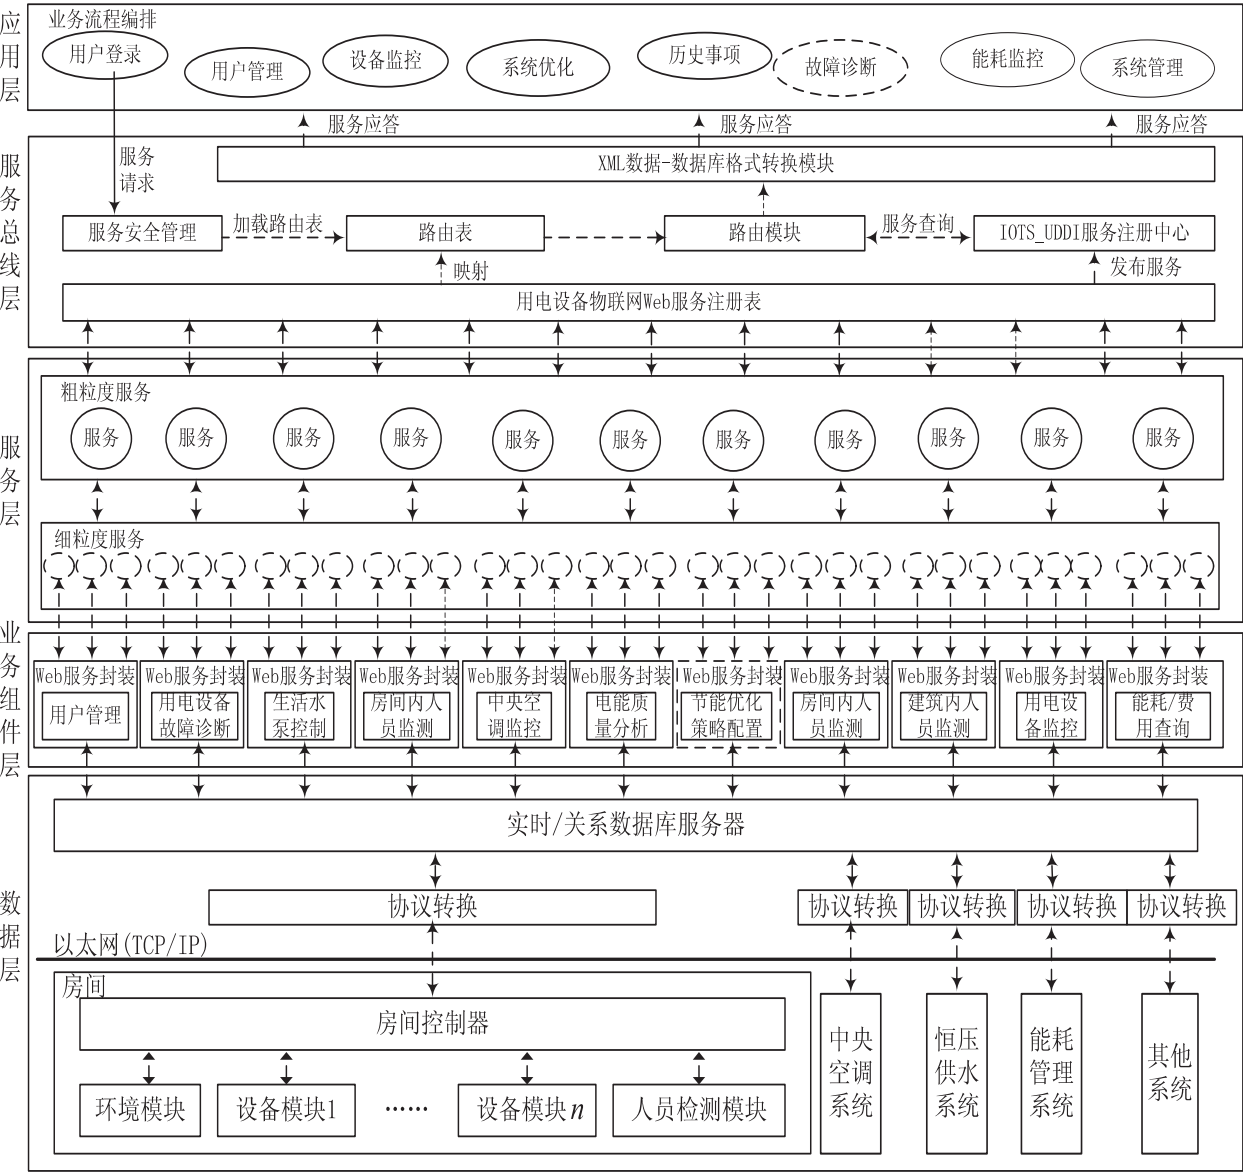 应用层
业务流程编排
用户登录
用户管理
设备监控
系统优化
历史事项
故障诊断
能耗监控
系统管理
服务应答
服务应答
服务应答
服务总线层
服务
请求
XML数据-数据库格式转换模块
服务安全管理
加载路由表
路由表
路由模块
服务查询
IOTS_UDDI服务注册中心
映射
发布服务
用电设备物联网Web服务注册表
服务层
粗粒度服务
服务
服务
服务
服务
服务
服务
服务
服务
服务
服务
服务
细粒度服务
业务组件层
Web服务封装
用户管理
Web服务封装
用电设备
故障诊断
Web服务封装
生活水
泵控制
Web服务封装
房间内人
员监测
Web服务封装
中央空
调监控
Web服务封装
电能质
量分析
Web服务封装
节能优化
策略配置
Web服务封装
房间内人
员监测
Web服务封装
建筑内人
员监测
Web服务封装
用电设
备监控
Web服务封装
能耗/费
用查询
数据层
实时/关系数据库服务器
协议转换
协议转换
协议转换
协议转换
协议转换
以太网(TCP/IP)
房间
房间控制器
环境模块
设备模块1
……
设备模块n
人员检测模块
中央
空调
系统
恒压
供水
系统
能耗
管理
系统
其他
系统